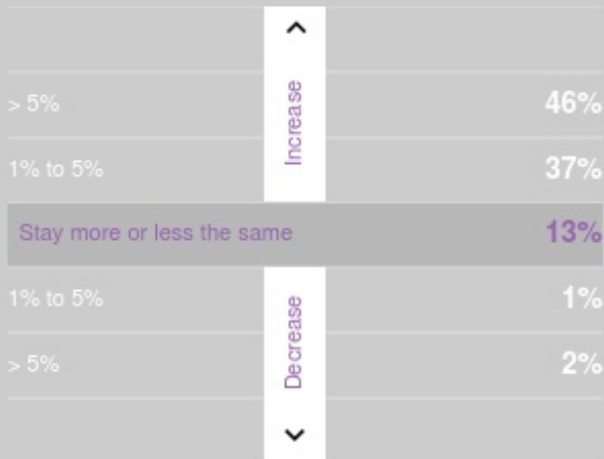 > 5% 46%
Increase
1% to 5% 37%
Stay more or less the same 13%
1% to 5% 1%
Decrease
> 5% 2%